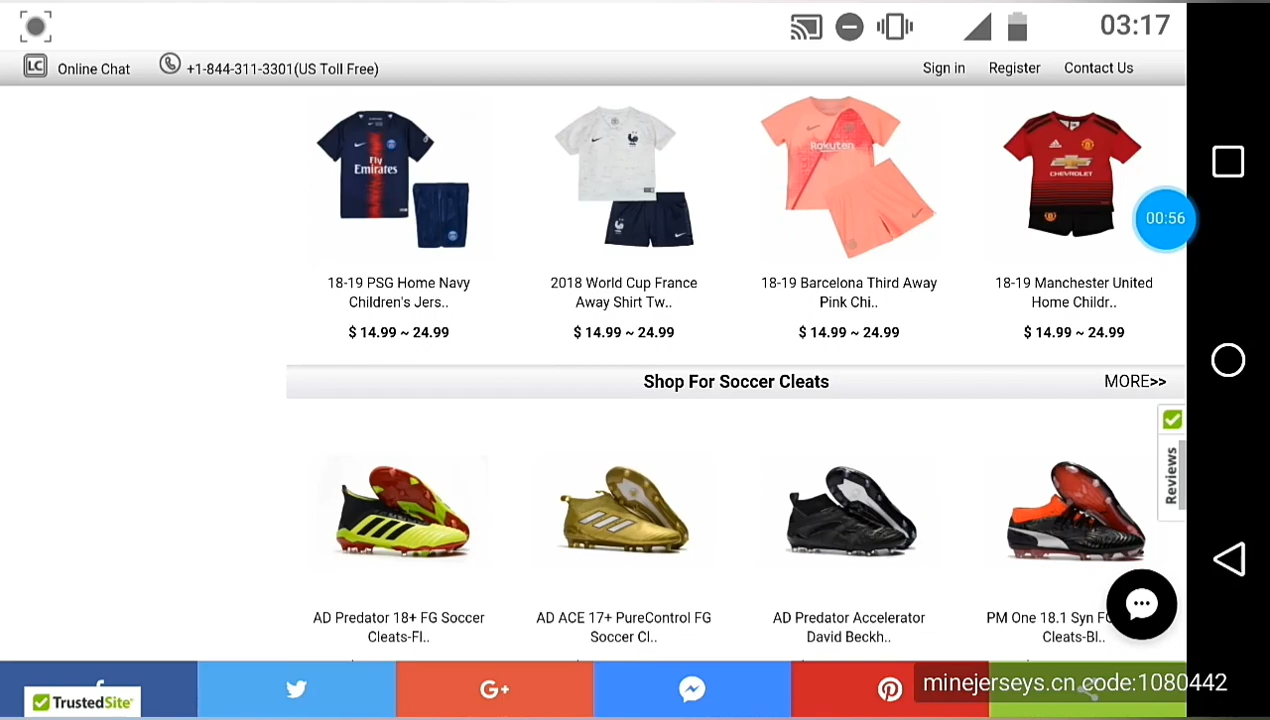 03:17
LC Online Chat +1-844-311-3301(US Toll Free) Sign in Register Contact Us
Fly Emirates
Rakuten
CHEVROLET
00:56
18-19 PSG Home Navy Children's Jers..
$ 14.99 ~ 24.99
2018 World Cup France Away Shirt Tw..
$ 14.99 ~ 24.99
18-19 Barcelona Third Away Pink Chi..
$ 14.99 ~ 24.99
18-19 Manchester United Home Childr..
$ 14.99 ~ 24.99
Shop For Soccer Cleats MORE>>
Reviews
AD Predator 18+ FG Soccer Cleats-Fl..
AD ACE 17+ PureControl FG Soccer Cl..
AD Predator Accelerator David Beckh..
PM One 18.1 Syn F Cleats-Bl..
TrustedSite
G+
minejerseys.cn code:1080442